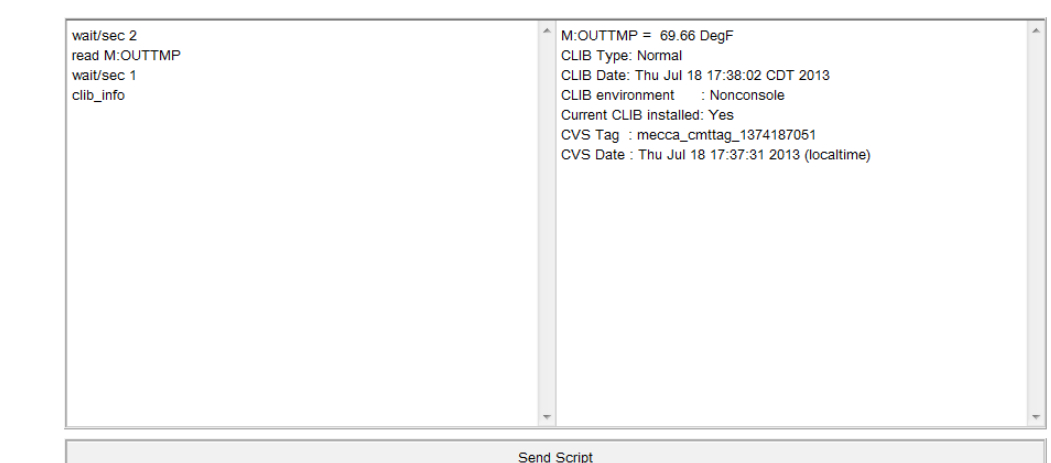 wait/sec 2
read M:OUTTMP
wait/sec 1
clib_info
M:OUTTMP = 69.66 DegF
CLIB Type: Normal
CLIB Date: Thu Jul 18 17:38:02 CDT 2013
CLIB environment : Nonconsole
Current CLIB installed: Yes
CVS Tag : mecca_cmttag_1374187051
CVS Date : Thu Jul 18 17:37:31 2013 (localtime)
Send Script